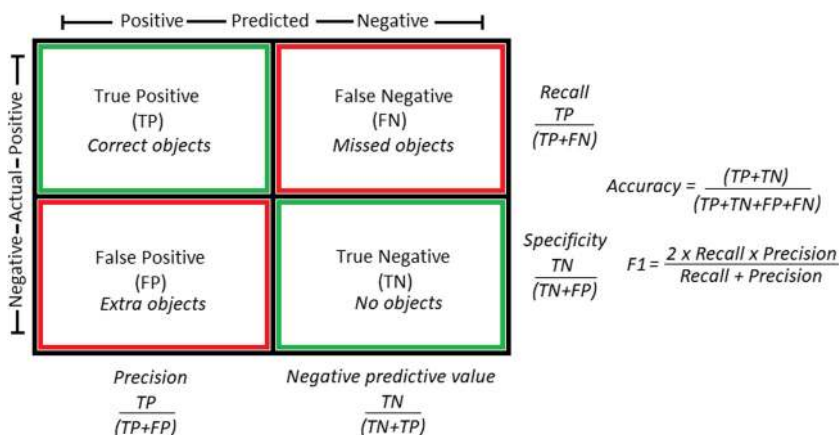 Positive Predicted Negative
Negative Actual Positive
True Positive
(TP)
Correct objects
False Negative
(FN)
Missed objects
Recall
TP
(TP+FN)
Accuracy = (TP+TN)
(TP+TN+FP+FN)
False Positive
(FP)
Extra objects
True Negative
(TN)
No objects
Specificity
TN
(TN+FP)
F1 = 2 x Recall x Precision
Recall + Precision
Precision
TP
(TP+FP)
Negative predictive value
TN
(TN+TP)